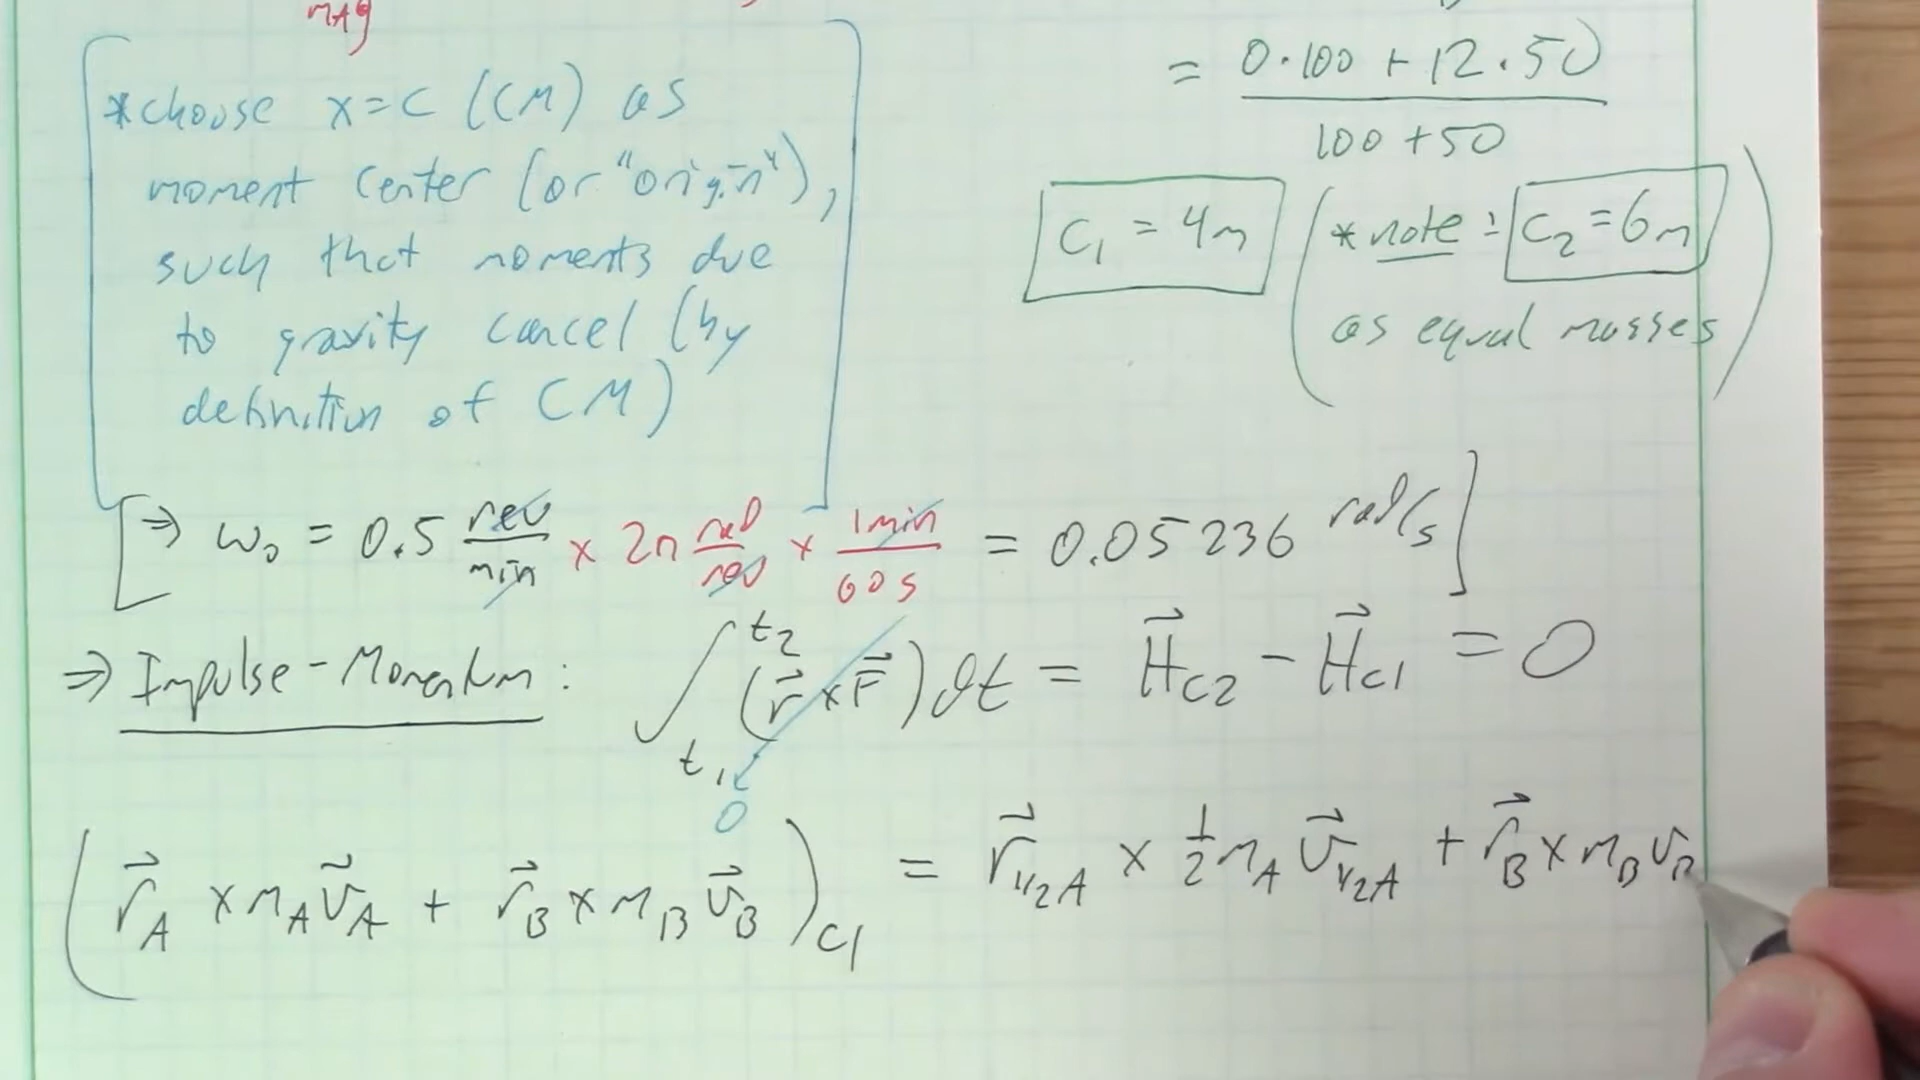 mAg
*choose x=C (CM) as
moment center (or "origin"),
such that moments due
to gravity cancel (by
definition of CM)
= (0·100 + 12·50)/(100+50)
C₁ = 4m (*note: C₂ = 6m
as equal masses)
[⇒ ω₀ = 0.5 rev/min × 2π rad/rev × 1min/60s = 0.05236 rad/s]
⇒ Impulse-Momentum: ∫ₜ₁ᵗ² (r⃗ × F⃗) dt = H⃗c2 - H⃗c1 = 0
0
(r⃗A × mA v⃗A + r⃗B × mB v⃗B)c1 = r⃗½A × ½ mA v⃗½A + r⃗B × mB vB